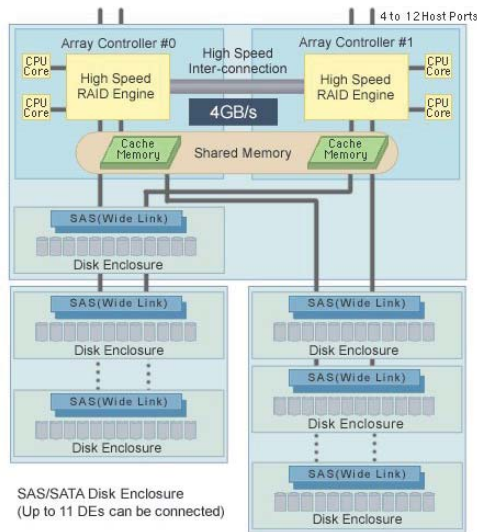 4 to 12 Host Ports
Array Controller #0
Array Controller #1
High Speed
Inter-connection
CPU
Core
High Speed
RAID Engine
High Speed
RAID Engine
CPU
Core
CPU
Core
4GB/s
CPU
Core
Cache
Memory
Shared Memory
Cache
Memory
SAS(Wide Link)
Disk Enclosure
SAS(Wide Link)
Disk Enclosure
SAS(Wide Link)
Disk Enclosure
SAS(Wide Link)
Disk Enclosure
SAS(Wide Link)
Disk Enclosure
SAS(Wide Link)
Disk Enclosure
SAS/SATA Disk Enclosure
(Up to 11 DEs can be connected)